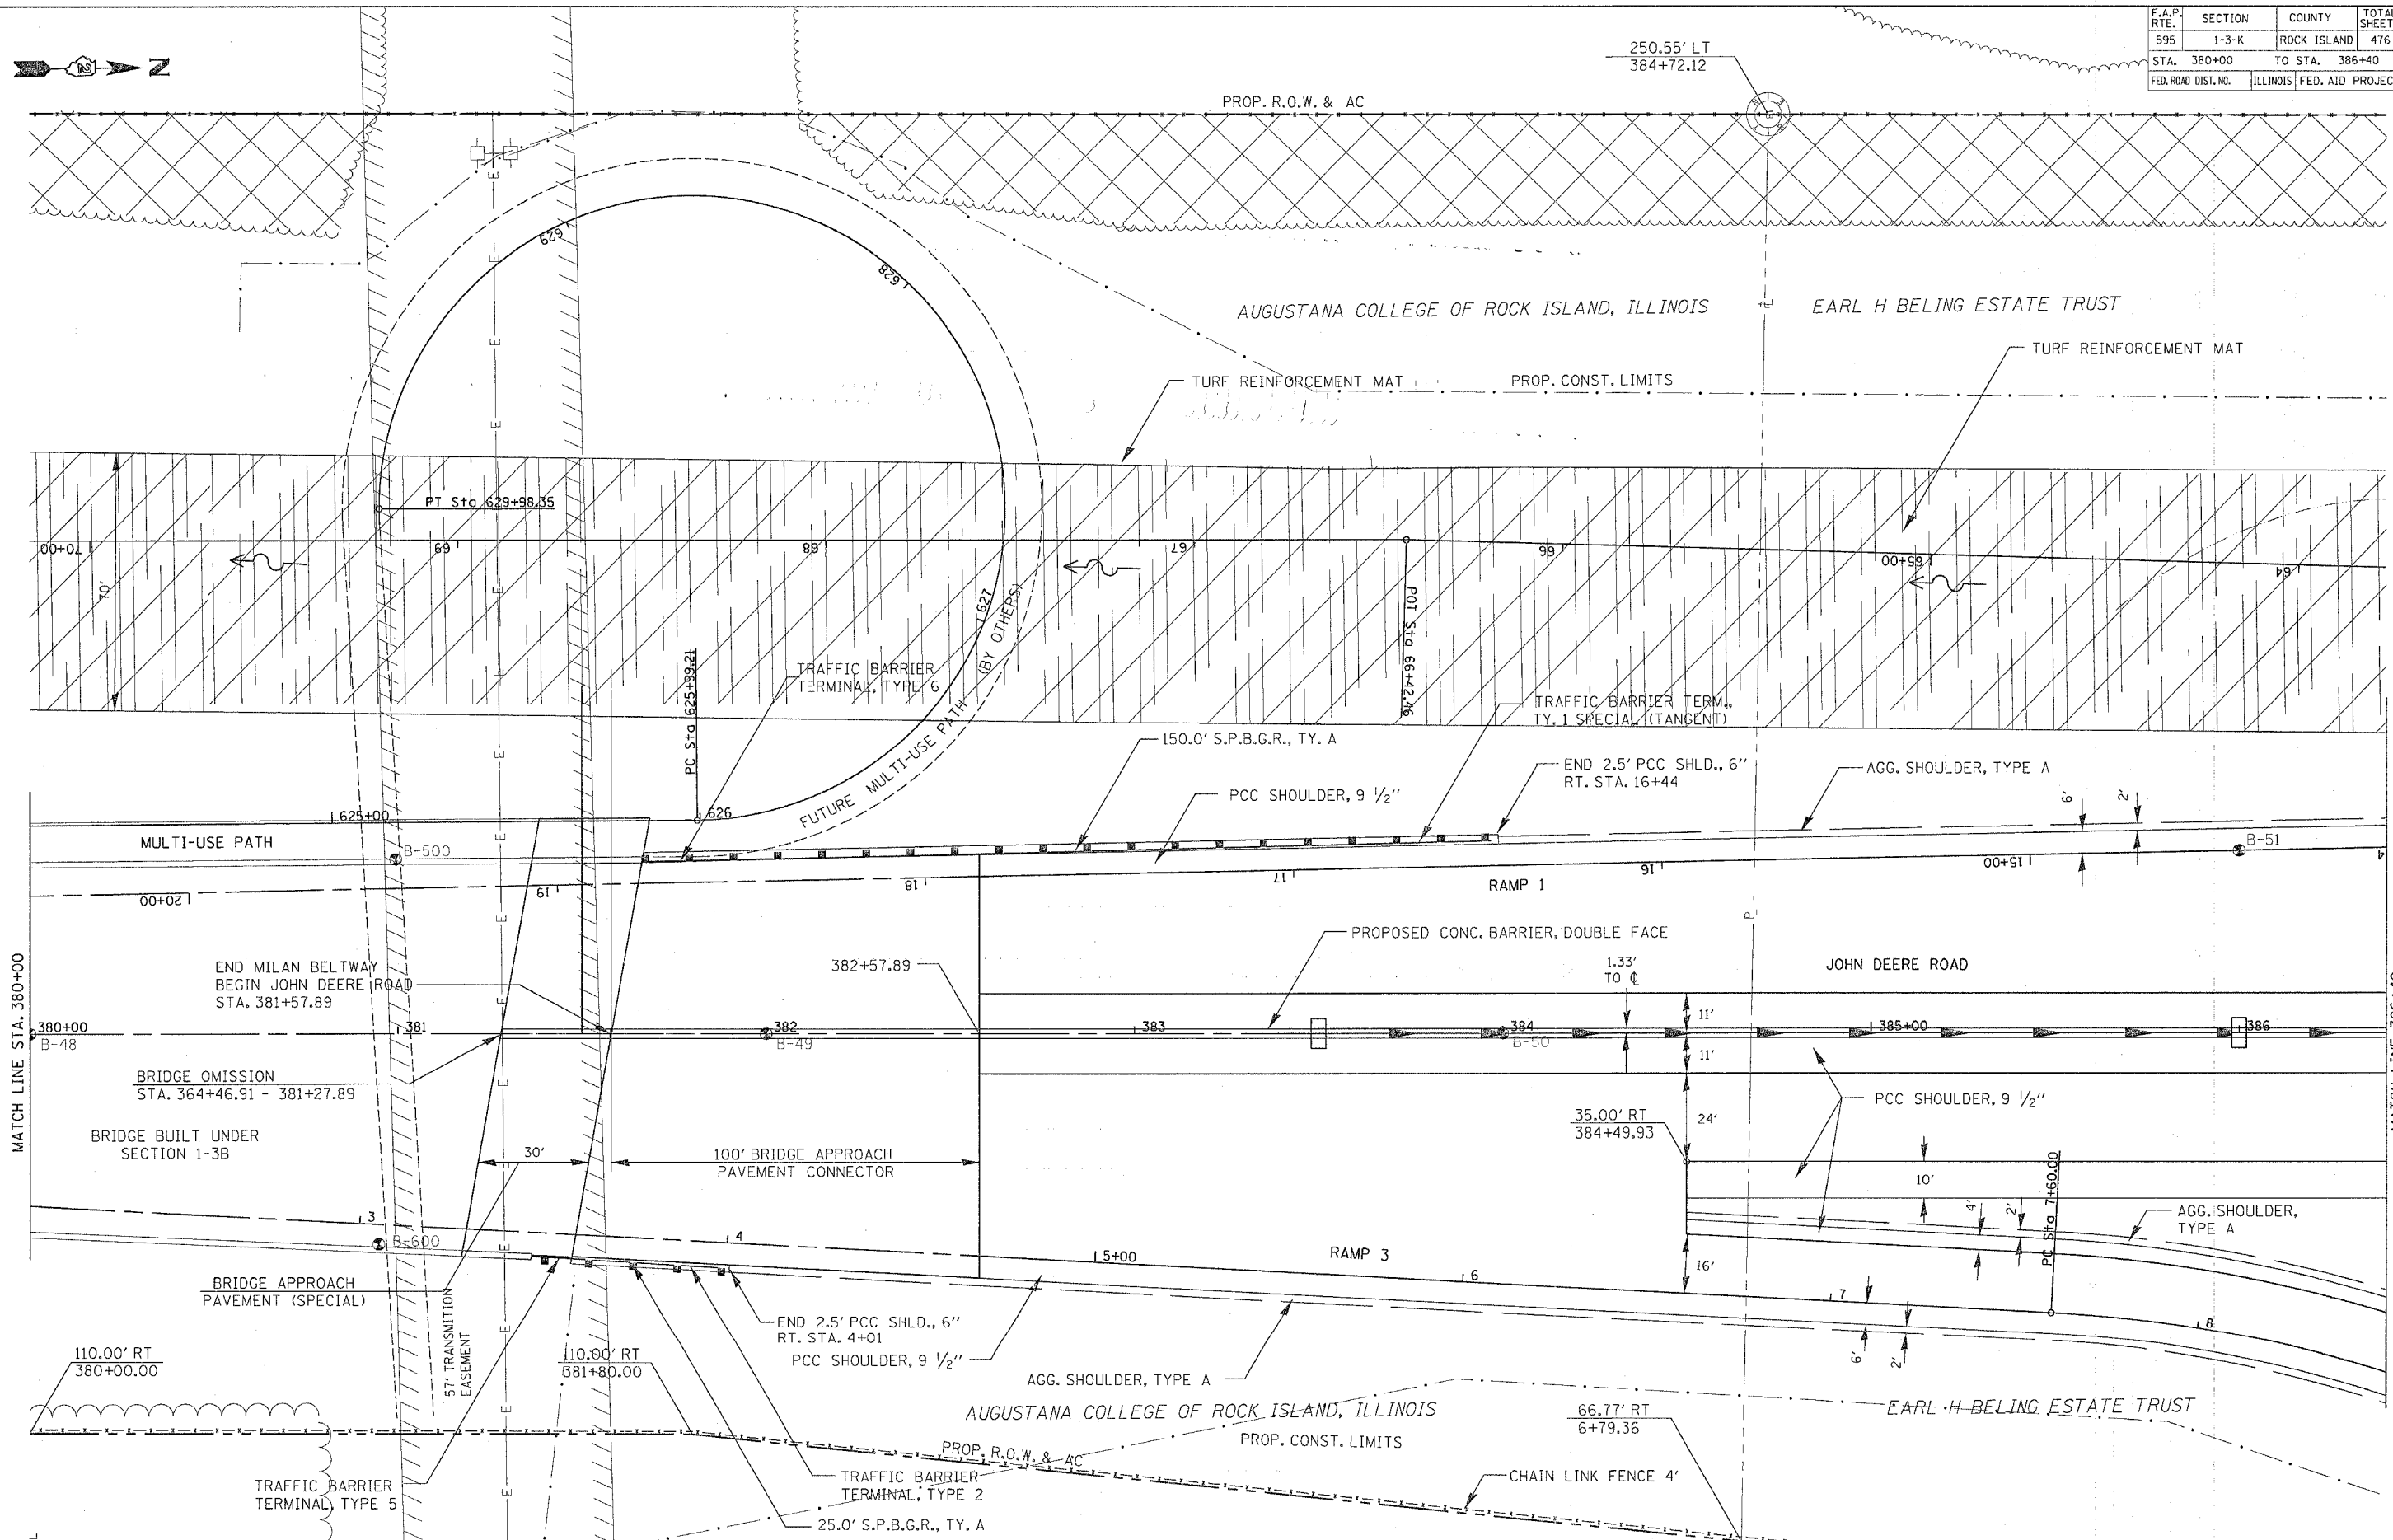 F.A.P. RTE. SECTION COUNTY
595 1-3-K ROCK ISLAND 476
STA. 380+00 TO STA. 386+40
FED. ROAD DIST. NO. ILLINOIS FED. AID
N
250.55' LT
384+72.12
PROP. R.O.W. & AC
629
628
AUGUSTANA COLLEGE OF ROCK ISLAND, ILLINOIS
EARL H BELING ESTATE TRUST
TURF REINFORCEMENT MAT
TURF REINFORCEMENT MAT
PROP. CONST. LIMITS
PT Sta 629+98.35
70+00
69
68
67
66
65+00
64
70'
627
POT Sta 66+42.46
PC Sta 625+99.21
TRAFFIC BARRIER
TERMINAL, TYPE 6
FUTURE MULTI-USE PATH (BY OTHERS)
TRAFFIC BARRIER TERM.,
TY. 1 SPECIAL (TANGENT)
150.0' S.P.B.G.R., TY. A
END 2.5' PCC SHLD., 6"
RT. STA. 16+44
AGG. SHOULDER, TYPE A
PCC SHOULDER, 9 1/2"
6'
2'
625+00
626
MULTI-USE PATH
B-500
B-51
20+00
19
18
17
16
15+00
RAMP 1
PROPOSED CONC. BARRIER, DOUBLE FACE
END MILAN BELTWAY
BEGIN JOHN DEERE ROAD
STA. 381+57.89
382+57.89
1.33'
TO ℄
JOHN DEERE ROAD
MATCH LINE STA. 380+00
380+00
381
382
383
384
385+00
386
B-48
B-49
B-50
11'
11'
BRIDGE OMISSION
STA. 364+46.91 - 381+27.89
PCC SHOULDER, 9 1/2"
35.00' RT
384+49.93
24'
BRIDGE BUILT UNDER
SECTION 1-3B
30'
100' BRIDGE APPROACH
PAVEMENT CONNECTOR
10'
4'
2'
PC Sta 7+60.00
AGG. SHOULDER,
TYPE A
3
4
5+00
6
7
8
B-600
RAMP 3
16'
BRIDGE APPROACH
PAVEMENT (SPECIAL)
57' TRANSMITION
EASEMENT
END 2.5' PCC SHLD., 6"
RT. STA. 4+01
PCC SHOULDER, 9 1/2"
6'
2'
110.00' RT
380+00.00
110.00' RT
381+80.00
AGG. SHOULDER, TYPE A
AUGUSTANA COLLEGE OF ROCK ISLAND, ILLINOIS
66.77' RT
6+79.36
EARL H BELING ESTATE TRUST
PROP. CONST. LIMITS
PROP. R.O.W. & AC
TRAFFIC BARRIER
TERMINAL, TYPE 5
TRAFFIC BARRIER
TERMINAL, TYPE 2
CHAIN LINK FENCE 4'
25.0' S.P.B.G.R., TY. A